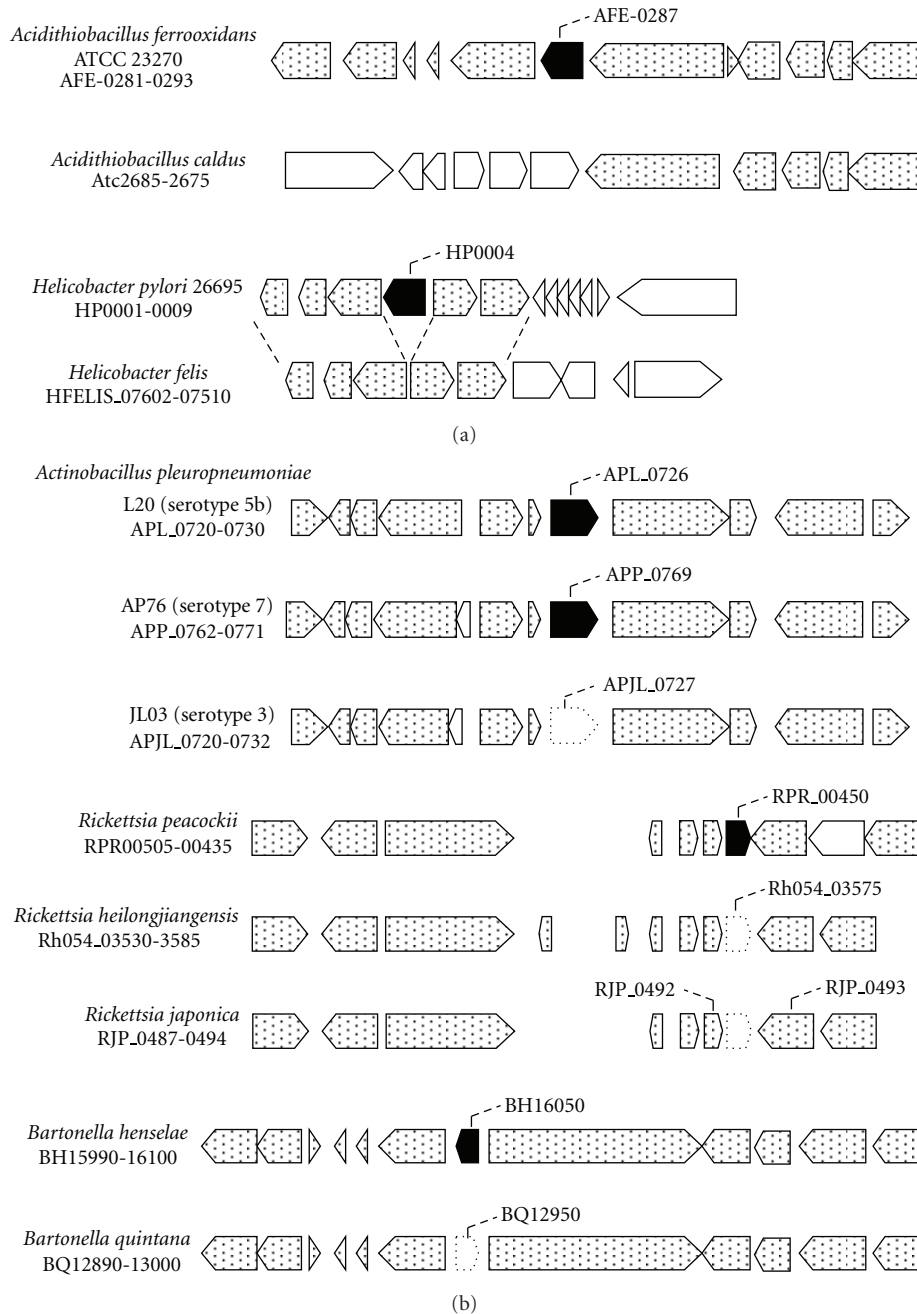 AFE-0287
Acidithiobacillus ferrooxidans
ATCC 23270
AFE-0281-0293
Acidithiobacillus caldus
Atc2685-2675
HP0004
Helicobacter pylori 26695
HP0001-0009
Helicobacter felis
HFELIS_07602-07510
(a)
Actinobacillus pleuropneumoniae
APL_0726
L20 (serotype 5b)
APL_0720-0730
APP_0769
AP76 (serotype 7)
APP_0762-0771
APJL_0727
JL03 (serotype 3)
APJL_0720-0732
RPR_00450
Rickettsia peacockii
RPR00505-00435
Rh054_03575
Rickettsia heilongjiangensis
Rh054_03530-3585
RJP_0492
RJP_0493
Rickettsia japonica
RJP_0487-0494
BH16050
Bartonella henselae
BH15990-16100
BQ12950
Bartonella quintana
BQ12890-13000
(b)